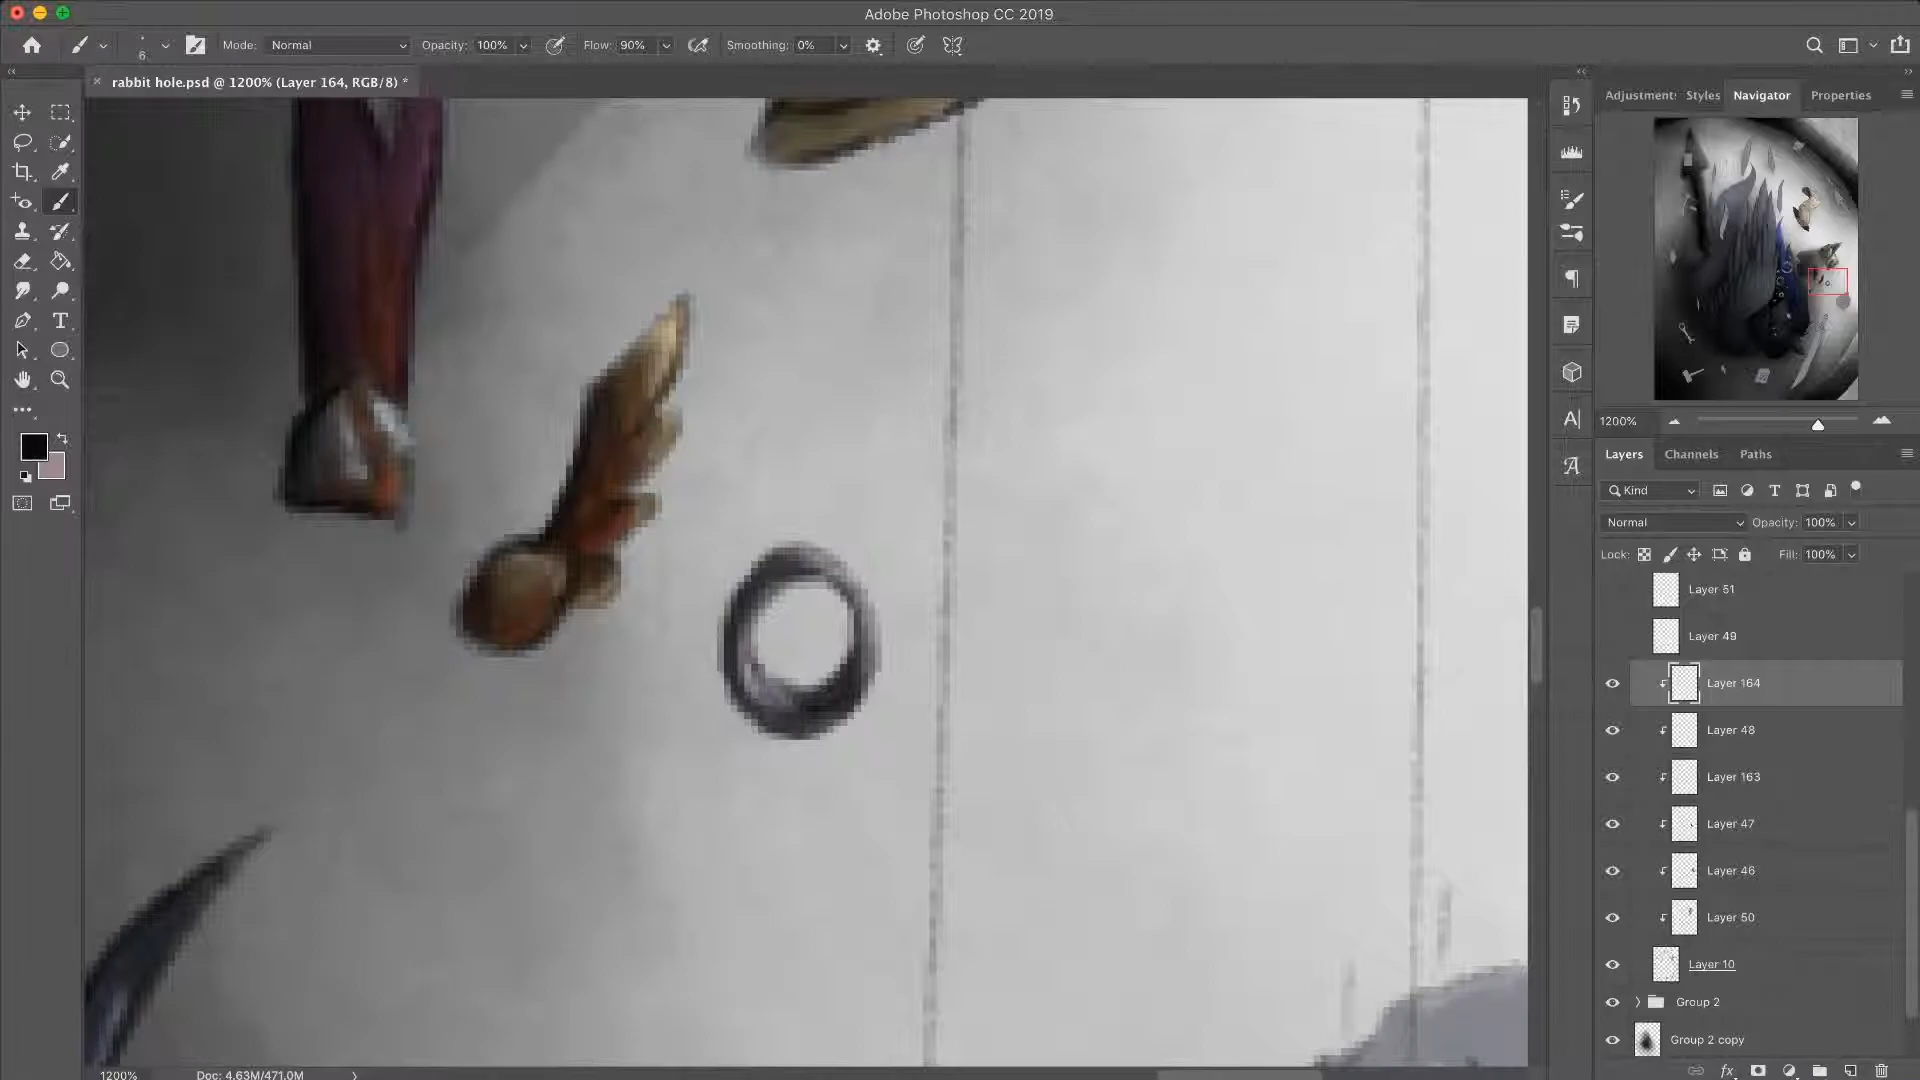 Adobe Photoshop CC 2019
6
Mode: Normal
Opacity: 100%
Flow: 90%
Smoothing: 0%
rabbit hole.psd @ 1200% (Layer 164, RGB/8) *
Adjustment:
Styles
Navigator
Properties
1200%
Layers
Channels
Paths
Kind
Normal
Opacity: 100%
Lock:
Fill: 100%
Layer 51
Layer 49
Layer 164
Layer 48
Layer 163
Layer 47
Layer 46
Layer 50
Layer 10
Group 2
Group 2 copy
1200%
Doc: 4.63M/471.0M